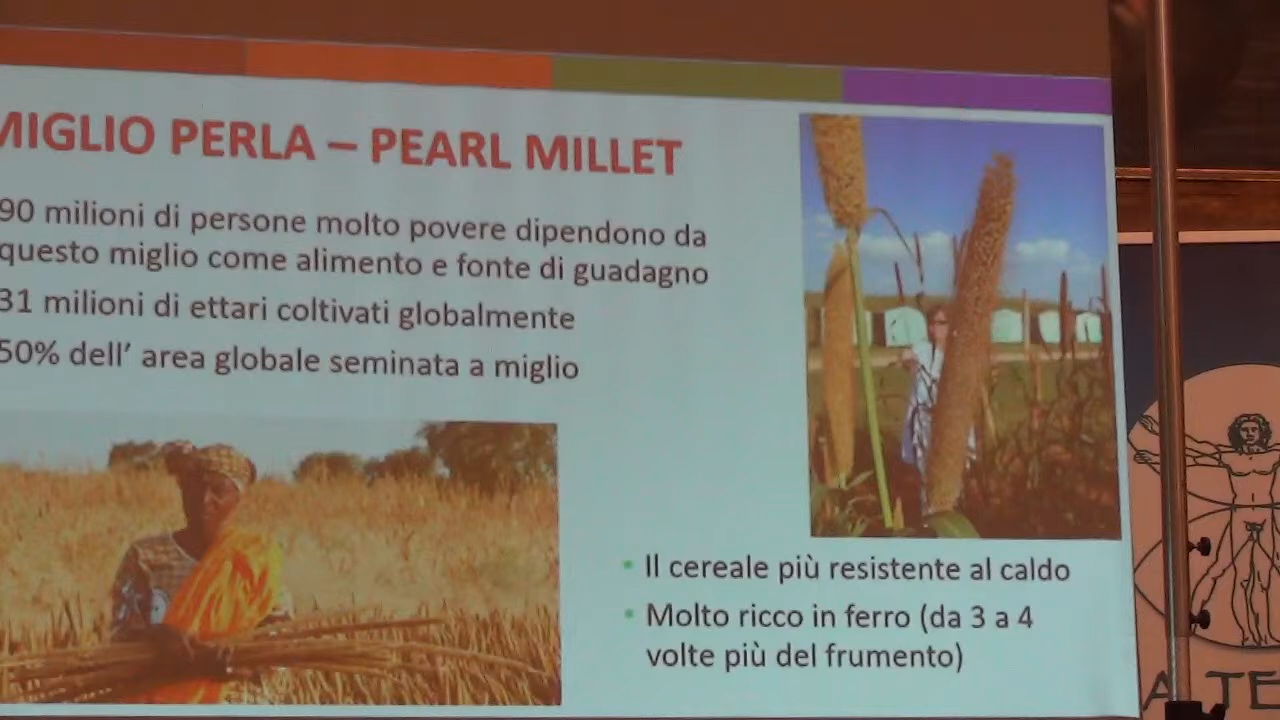 MIGLIO PERLA – PEARL MILLET
90 milioni di persone molto povere dipendono da
questo miglio come alimento e fonte di guadagno
31 milioni di ettari coltivati globalmente
50% dell’ area globale seminata a miglio
• Il cereale più resistente al caldo
• Molto ricco in ferro (da 3 a 4
volte più del frumento)